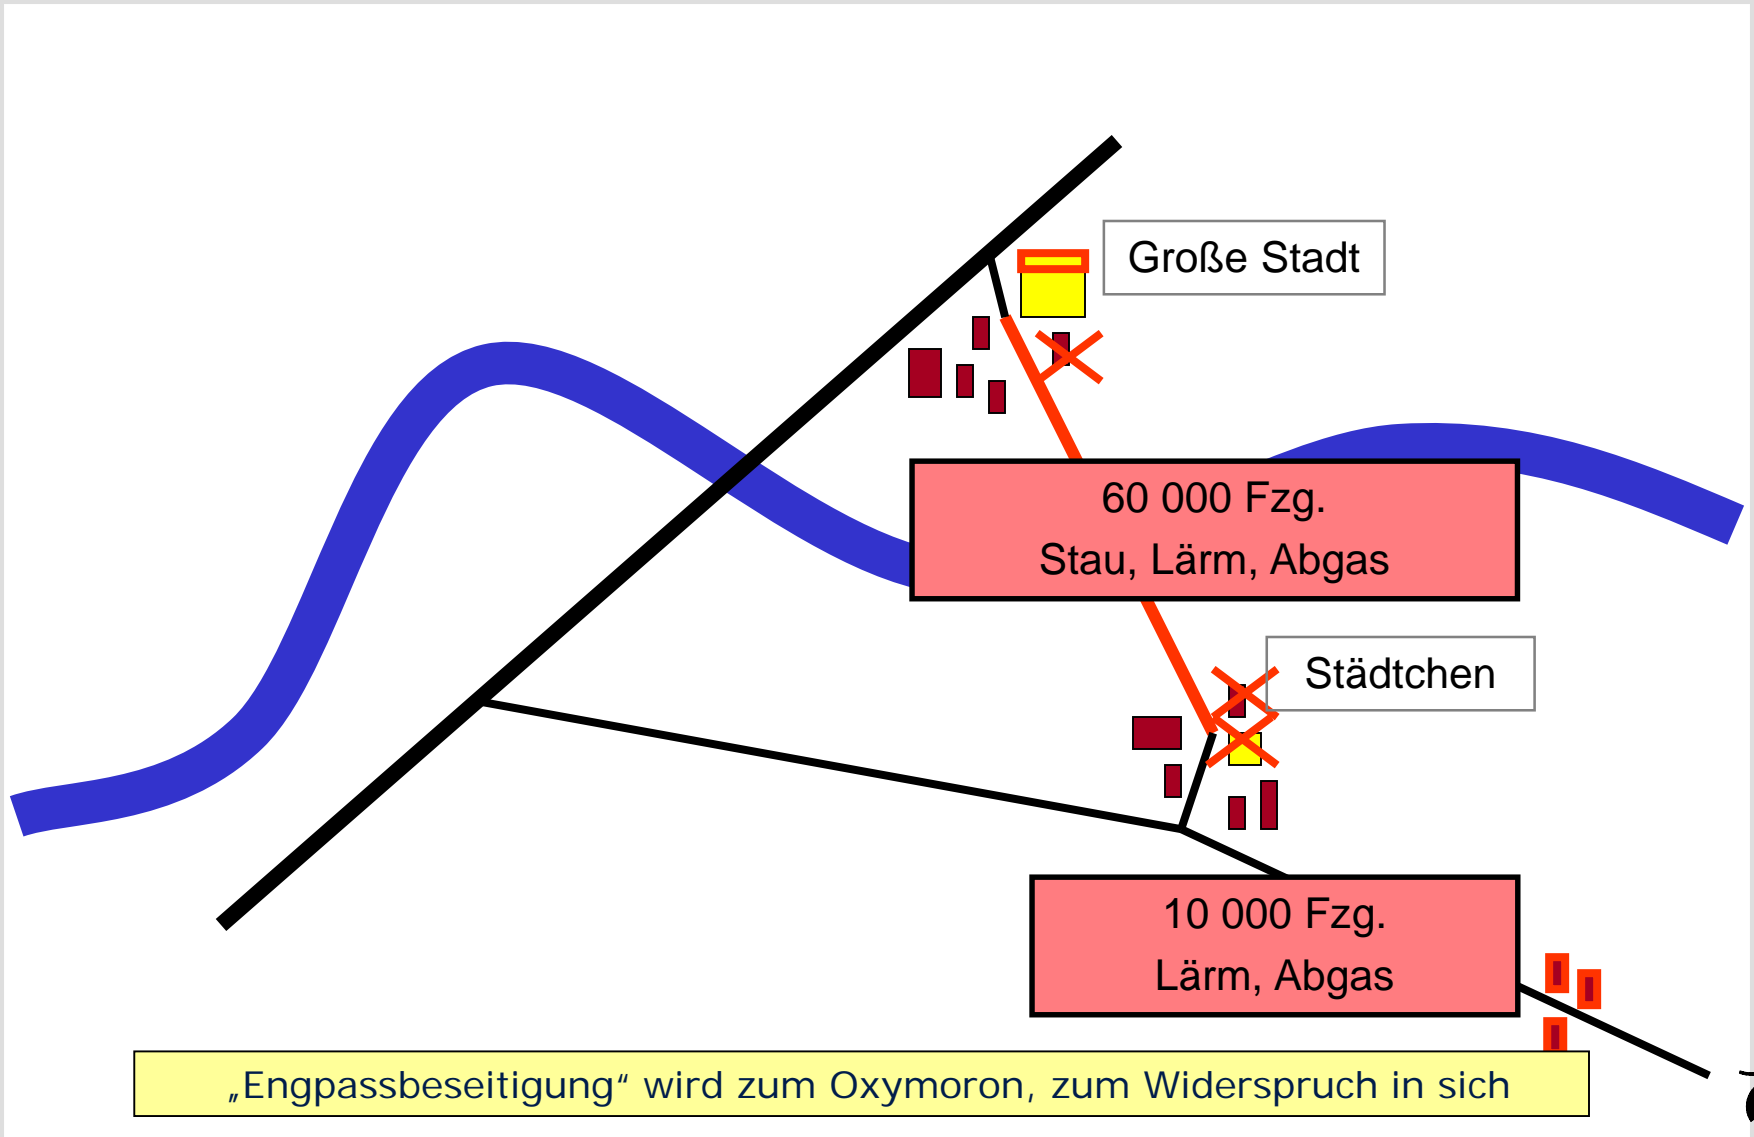 Große Stadt
60 000 Fzg.
Stau, Lärm, Abgas
Städtchen
10 000 Fzg.
Lärm, Abgas
„Engpassbeseitigung“ wird zum Oxymoron, zum Widerspruch in sich